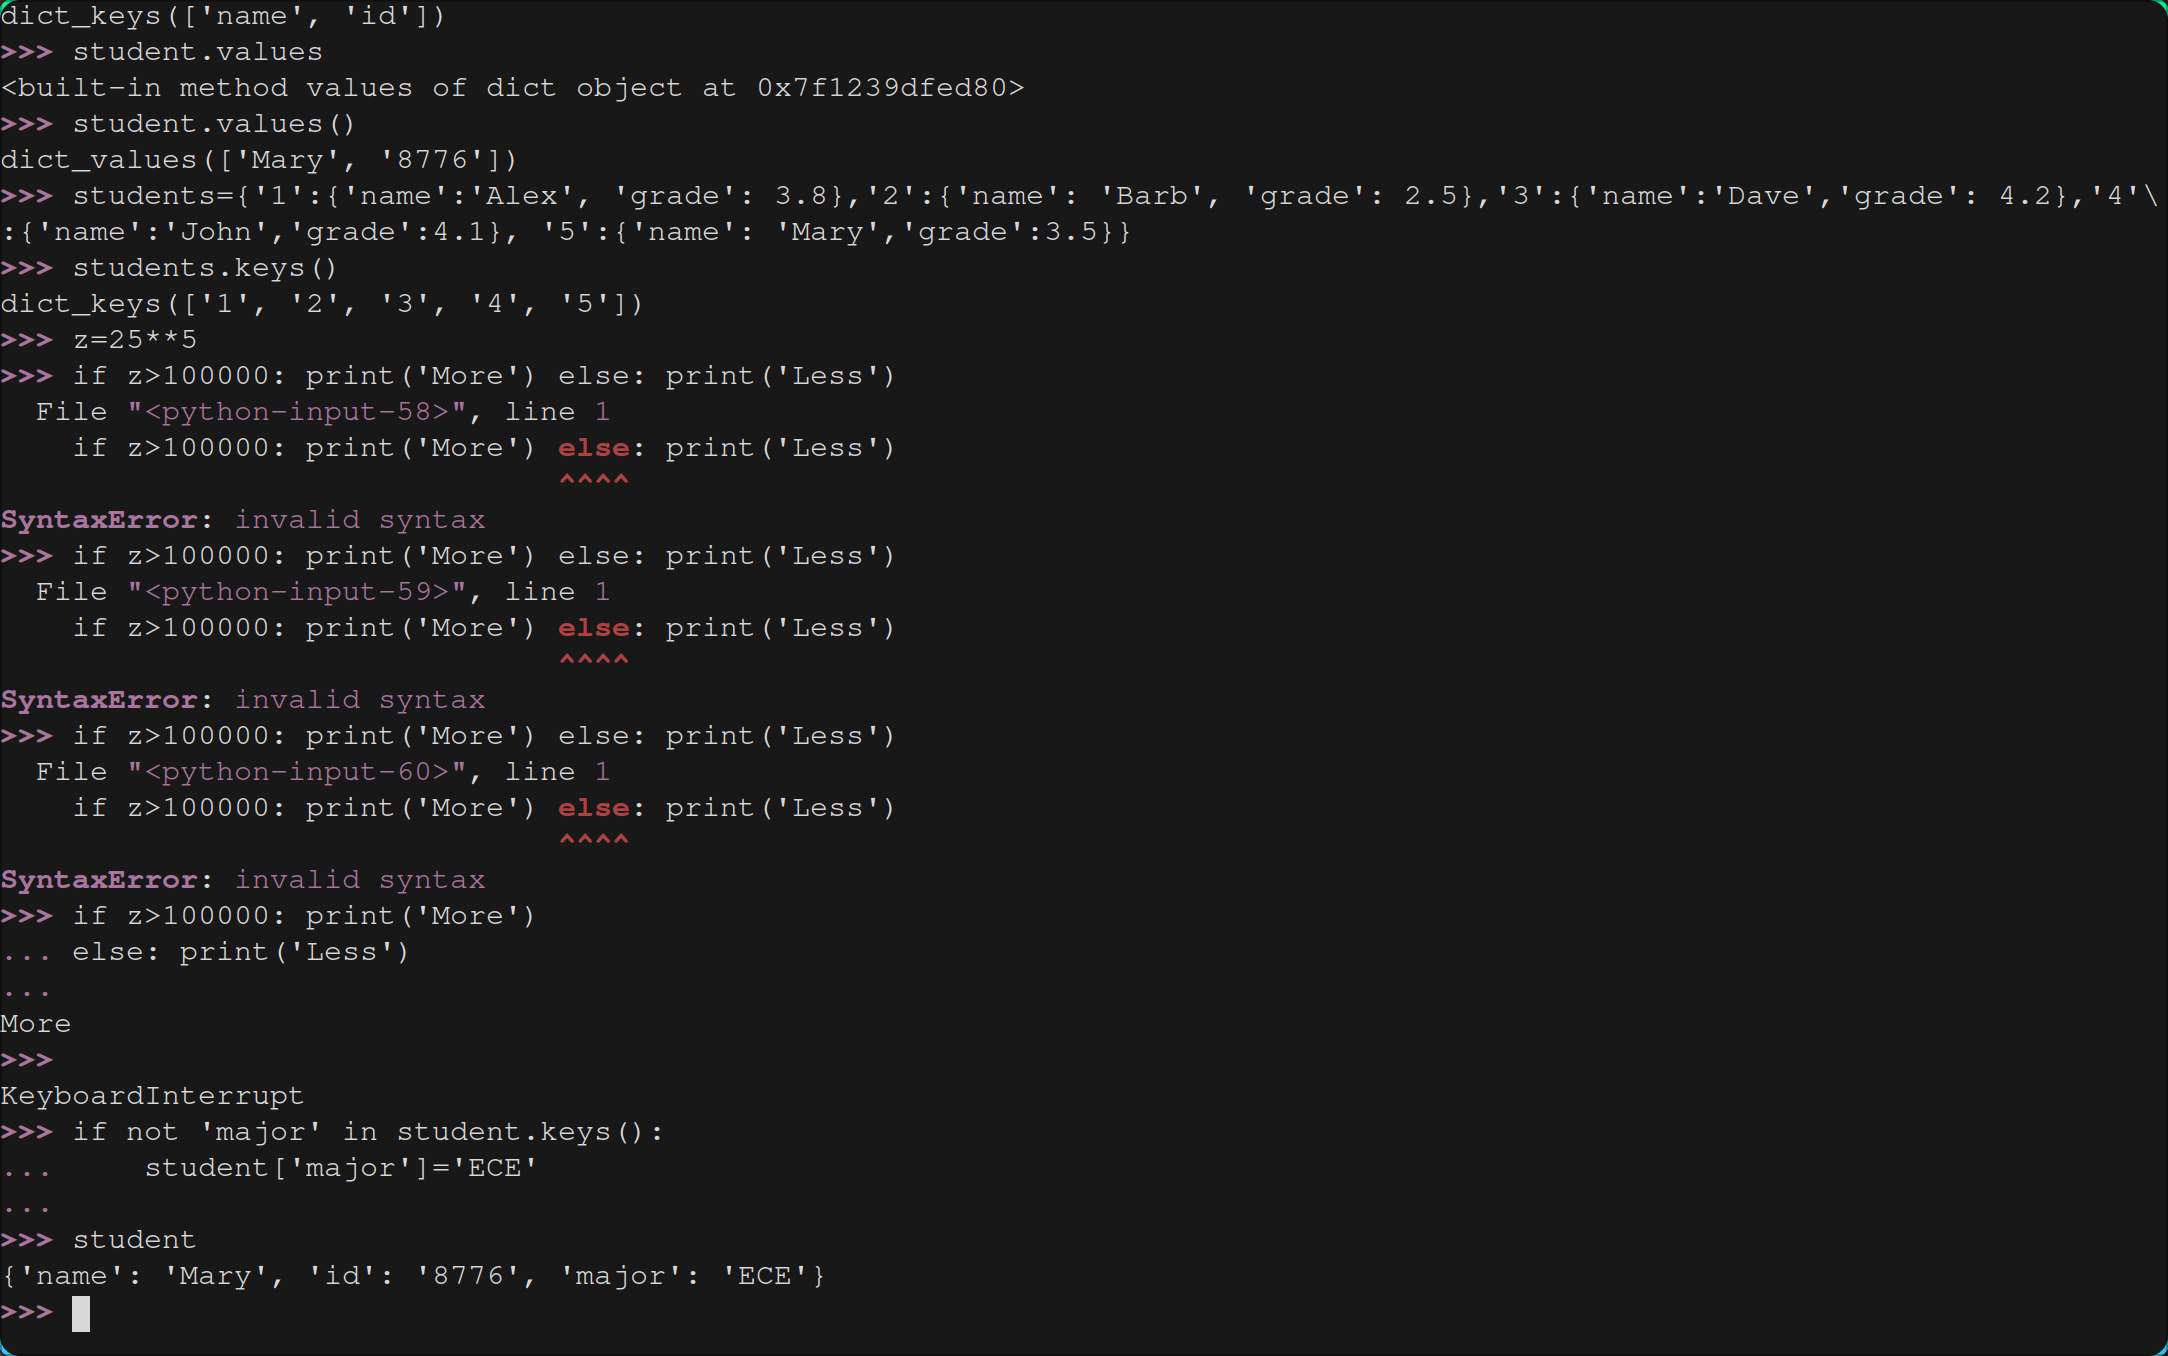 dict_keys(['name', 'id'])
>>> student.values
<built-in method values of dict object at 0x7f1239dfed80>
>>> student.values()
dict_values(['Mary', '8776'])
>>> students={'1':{'name':'Alex', 'grade': 3.8},'2':{'name': 'Barb', 'grade': 2.5},'3':{'name':'Dave','grade': 4.2},'4'\
:{'name':'John','grade':4.1}, '5':{'name': 'Mary','grade':3.5}}
>>> students.keys()
dict_keys(['1', '2', '3', '4', '5'])
>>> z=25**5
>>> if z>100000: print('More') else: print('Less')
  File "<python-input-58>", line 1
    if z>100000: print('More') else: print('Less')
                               ^^^^
SyntaxError: invalid syntax
>>> if z>100000: print('More') else: print('Less')
  File "<python-input-59>", line 1
    if z>100000: print('More') else: print('Less')
                               ^^^^
SyntaxError: invalid syntax
>>> if z>100000: print('More') else: print('Less')
  File "<python-input-60>", line 1
    if z>100000: print('More') else: print('Less')
                               ^^^^
SyntaxError: invalid syntax
>>> if z>100000: print('More')
... else: print('Less')
...
More
>>>
KeyboardInterrupt
>>> if not 'major' in student.keys():
...     student['major']='ECE'
...
>>> student
{'name': 'Mary', 'id': '8776', 'major': 'ECE'}
>>>